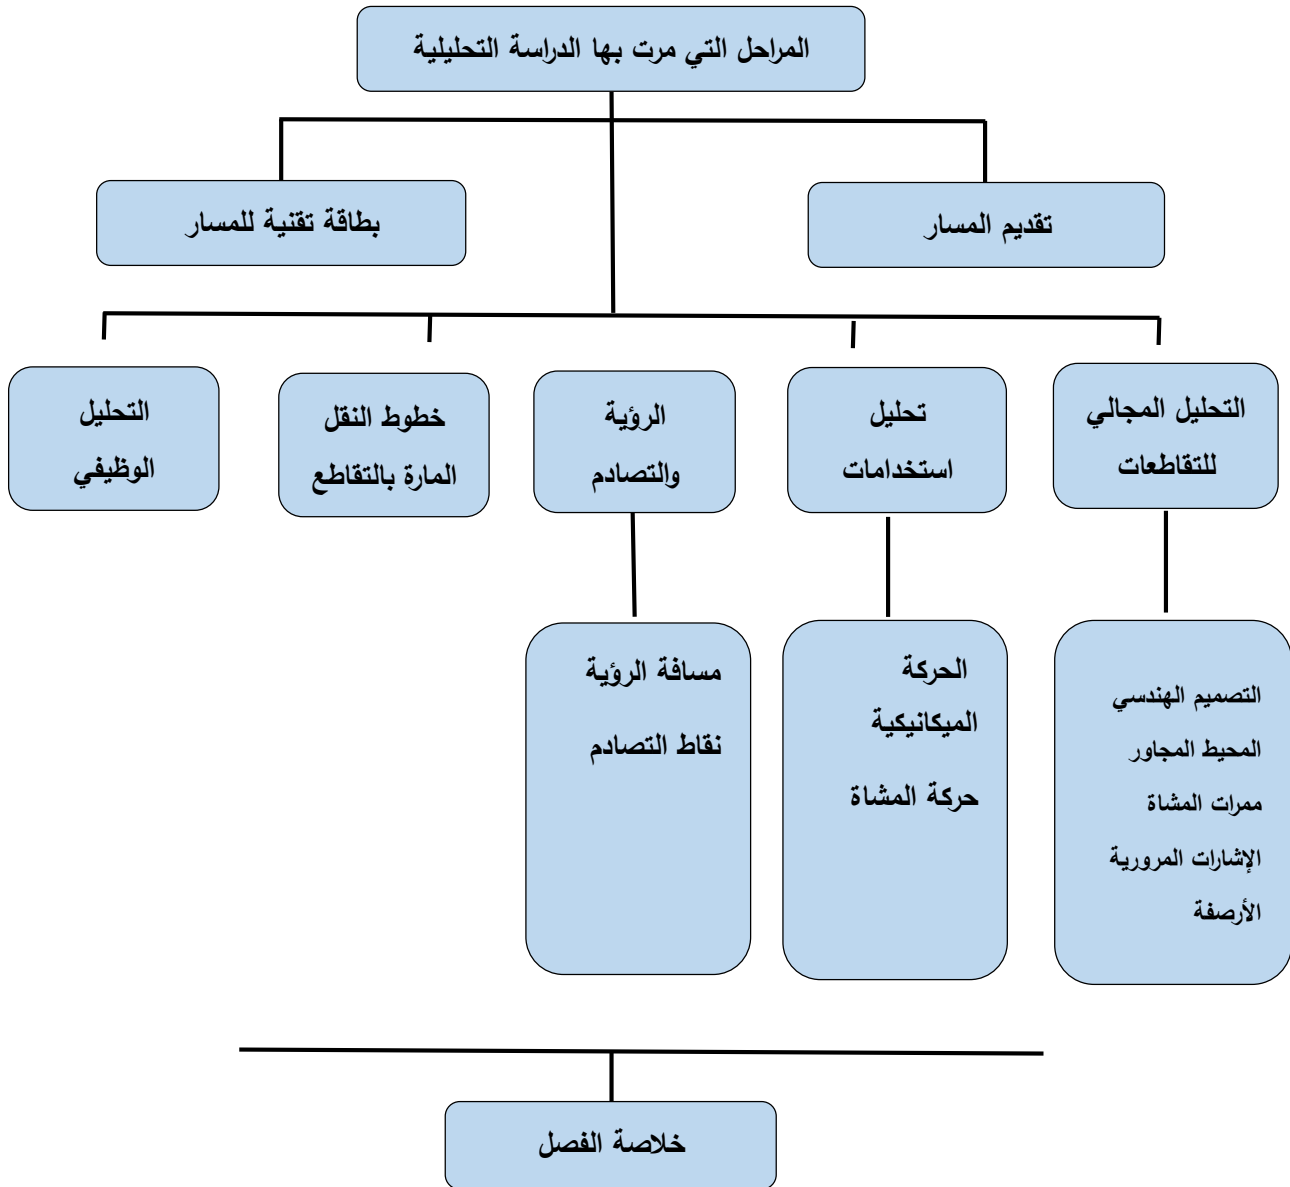 المراحل التي مرت بها الدراسة التحليلية
تقديم المسار
بطاقة تقنية للمسار
التحليل المجالي
للتقاطعات
تحليل
استخدامات
الرؤية
والتصادم
خطوط النقل
المارة بالتقاطع
التحليل
الوظيفي
التصميم الهندسي
المحيط المجاور
ممرات المشاة
الإشارات المرورية
الأرصفة
الحركة
الميكانيكية
حركة المشاة
مسافة الرؤية
نقاط التصادم
خلاصة الفصل